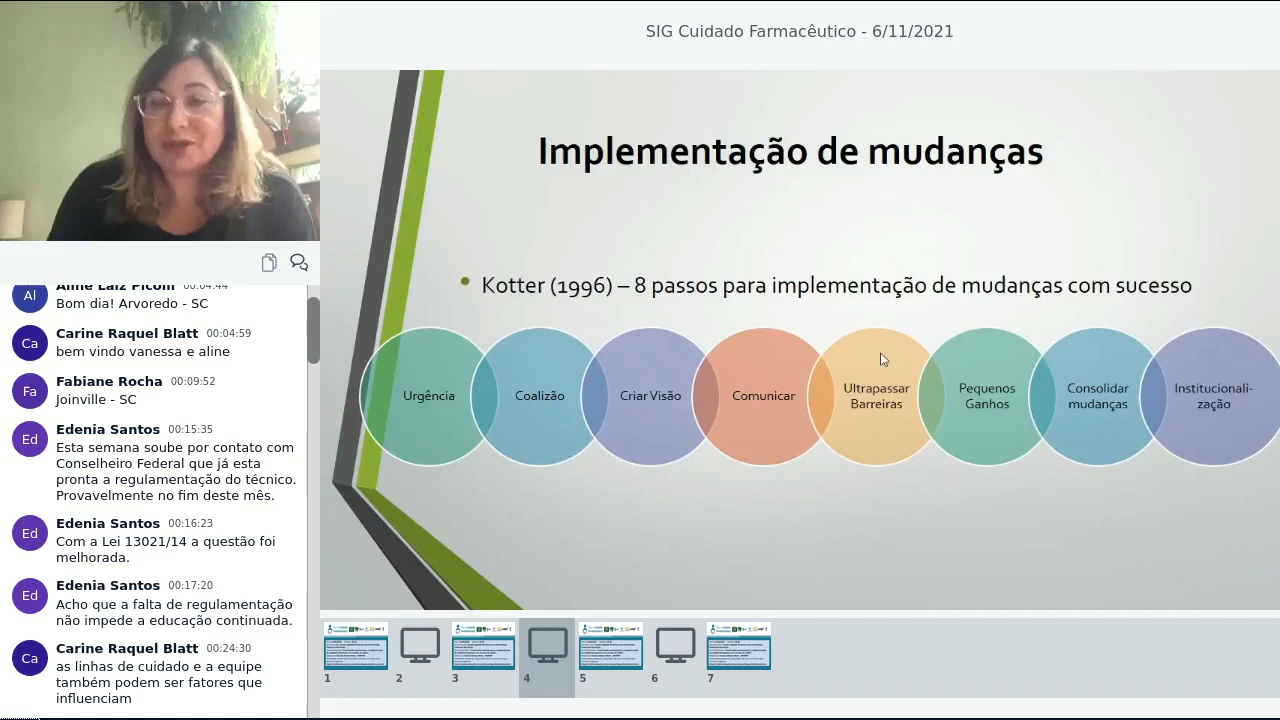 SIG Cuidado Farmacêutico - 6/11/2021
Implementação de mudanças
Kotter (1996) – 8 passos para implementação de mudanças com sucesso
Urgência
Coalizão
Criar Visão
Comunicar
Ultrapassar
Barreiras
Pequenos
Ganhos
Consolidar
mudanças
Institucionali-
zação
Al
Aline Laiz Picolli 00:04:44
Bom dia! Arvoredo - SC
Ca
Carine Raquel Blatt 00:04:59
bem vindo vanessa e aline
Fa
Fabiane Rocha 00:09:52
Joinville - SC
Ed
Edenia Santos 00:15:35
Esta semana soube por contato com
Conselheiro Federal que já esta
pronta a regulamentação do técnico.
Provavelmente no fim deste mês.
Ed
Edenia Santos 00:16:23
Com a Lei 13021/14 a questão foi
melhorada.
Ed
Edenia Santos 00:17:20
Acho que a falta de regulamentação
não impede a educação continuada.
Ca
Carine Raquel Blatt 00:24:30
as linhas de cuidado e a equipe
também podem ser fatores que
influenciam
1
2
3
4
5
6
7